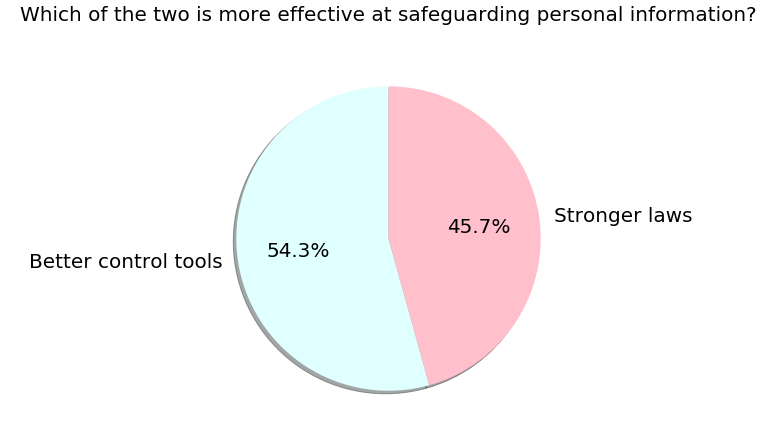 Which of the two is more effective at safeguarding personal information?
Stronger laws
45.7%
54.3%
Better control tools